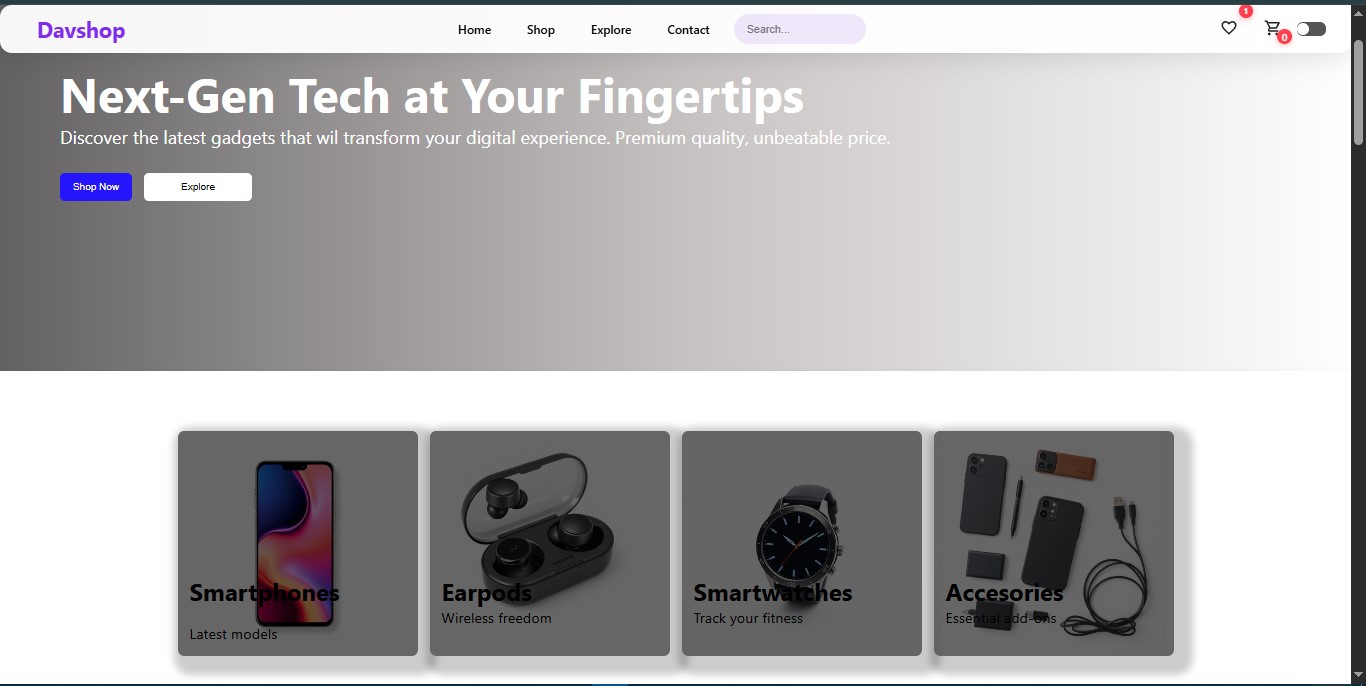 Davshop
Home
Shop
Explore
Contact
Search...
1
0
Next-Gen Tech at Your Fingertips
Discover the latest gadgets that wil transform your digital experience. Premium quality, unbeatable price.
Shop Now
Explore
Smartphones
Latest models
Earpods
Wireless freedom
Smartwatches
Track your fitness
Accesories
Essential add-ons